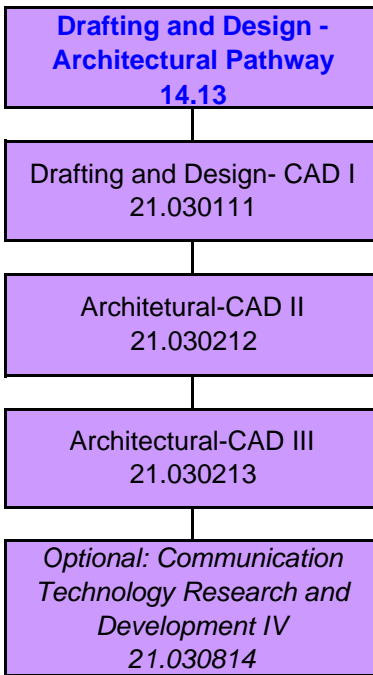 Drafting and Design -
Architectural Pathway
14.13
Drafting and Design- CAD I
21.030111
Architetural-CAD II
21.030212
Architectural-CAD III
21.030213
Optional: Communication
Technology Research and
Development IV
21.030814